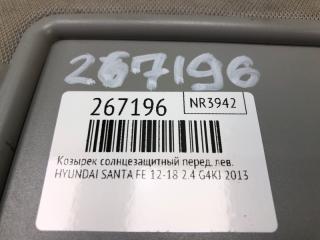 267196
267196 NR3942
Козырек солнцезащитный перед. лев.
HYUNDAI SANTA FE 12-18 2.4 G4KJ 2013